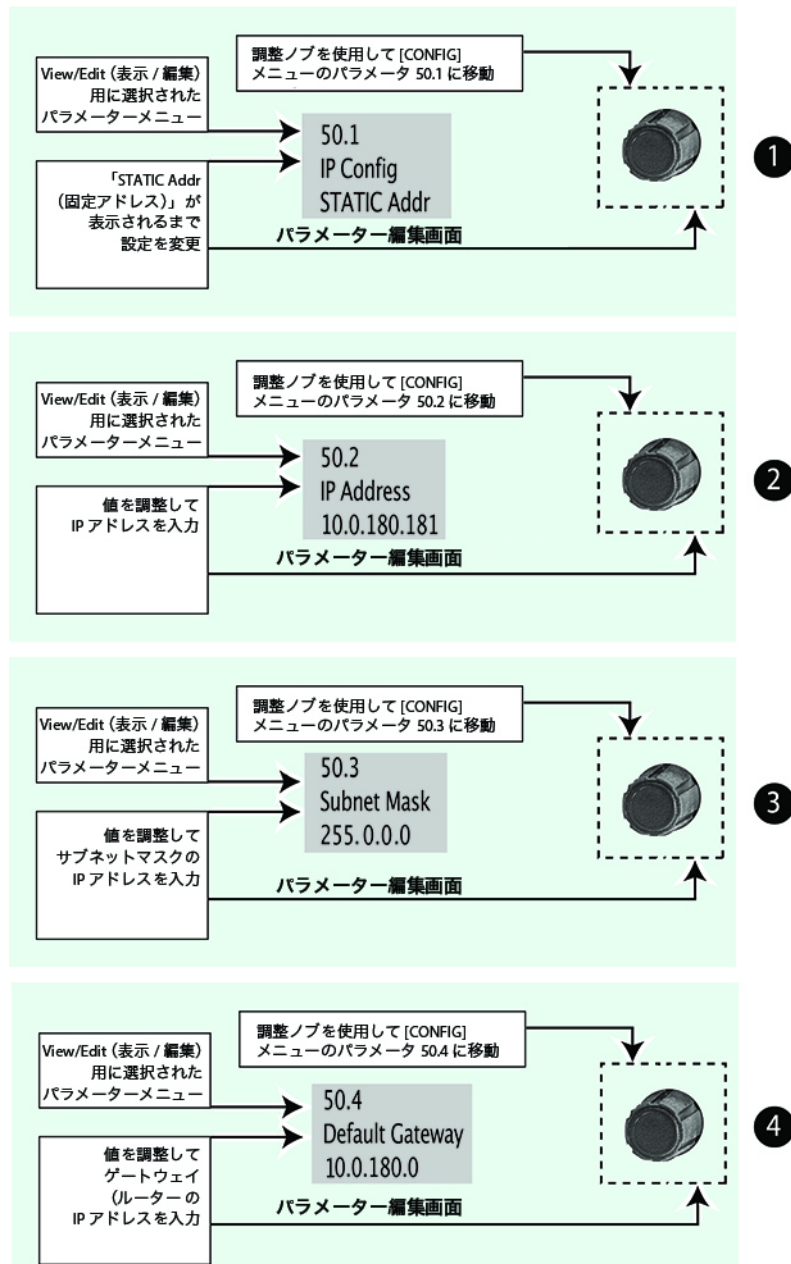 調整ノブを使用して [CONFIG]
メニューのパラメータ 50.1 に移動
View/Edit（表示 / 編集）
用に選択された
パラメーターメニュー
50.1
IP Config
STATIC Addr
「STATIC Addr
（固定アドレス）」が
表示されるまで
設定を変更
パラメーター編集画面
1
調整ノブを使用して [CONFIG]
メニューのパラメータ 50.2 に移動
View/Edit（表示 / 編集）
用に選択された
パラメーターメニュー
50.2
IP Address
10.0.180.181
値を調整して
IP アドレスを入力
パラメーター編集画面
2
調整ノブを使用して [CONFIG]
メニューのパラメータ 50.3 に移動
View/Edit（表示 / 編集）
用に選択された
パラメーターメニュー
50.3
Subnet Mask
255.0.0.0
値を調整して
サブネットマスクの
IP アドレスを入力
パラメーター編集画面
3
調整ノブを使用して [CONFIG]
メニューのパラメータ 50.4 に移動
View/Edit（表示 / 編集）
用に選択された
パラメーターメニュー
50.4
Default Gateway
10.0.180.0
値を調整して
ゲートウェイ
（ルーター の
IP アドレスを入力
パラメーター編集画面
4